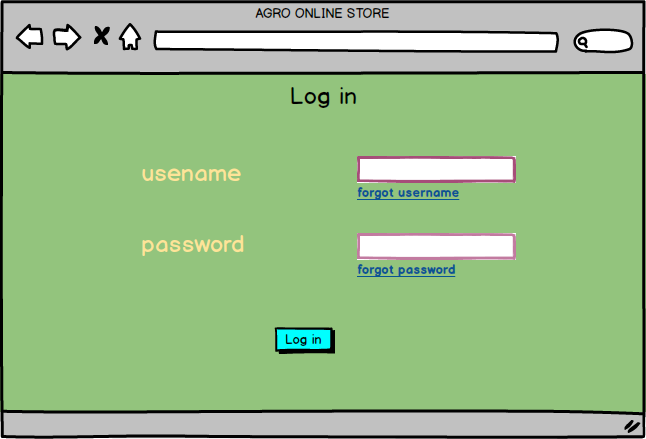 AGRO ONLINE STORE
Log in
usename
forgot username
password
forgot password
Log in